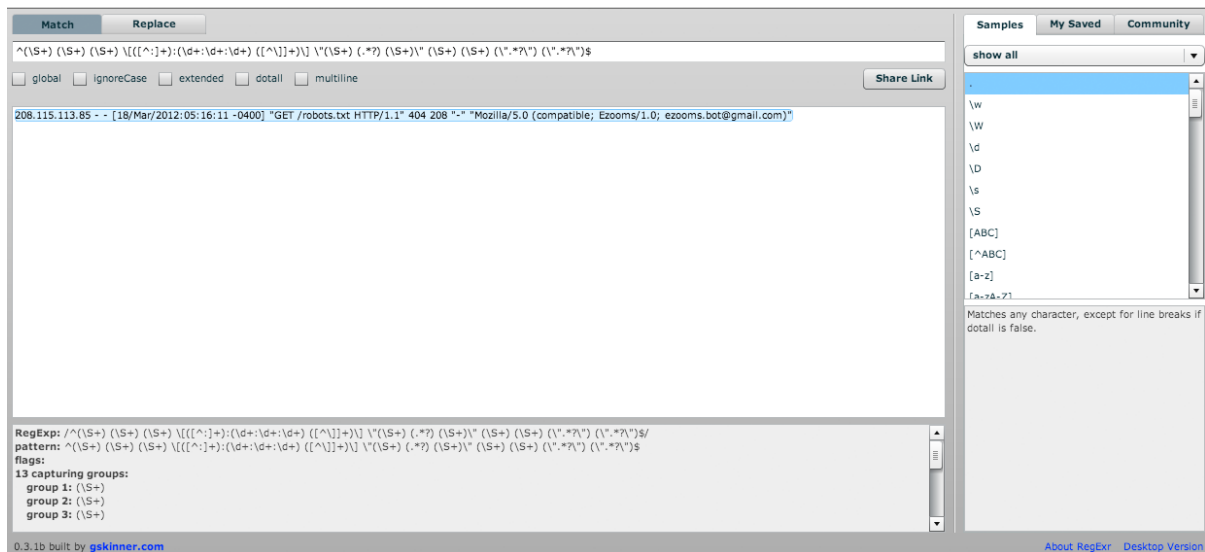 Match Replace
^(\S+) (\S+) (\S+) \[([^:]+):(\d+:\d+:\d+) ([^\]]+)\] \"(\S+) (.*?) (\S+)\" (\S+) (\S+) (\".*?\") (\".*?\")$
global ignoreCase extended dotall multiline Share Link
208.115.113.85 - - [18/Mar/2012:05:16:11 -0400] "GET /robots.txt HTTP/1.1" 404 208 "-" "Mozilla/5.0 (compatible; Ezooms/1.0; ezooms.bot@gmail.com)"
RegExp: /^(\S+) (\S+) (\S+) \[([^:]+):(\d+:\d+:\d+) ([^\]]+)\] \"(\S+) (.*?) (\S+)\" (\S+) (\S+) (\".*?\") (\".*?\")$/
pattern: ^(\S+) (\S+) (\S+) \[([^:]+):(\d+:\d+:\d+) ([^\]]+)\] \"(\S+) (.*?) (\S+)\" (\S+) (\S+) (\".*?\") (\".*?\")$
flags:
13 capturing groups:
group 1: (\S+)
group 2: (\S+)
group 3: (\S+)
0.3.1b built by gskinner.com
Samples My Saved Community
show all
.
\w
\W
\d
\D
\s
\S
[ABC]
[^ABC]
[a-z]
[a-zA-Z]
Matches any character, except for line breaks if
dotall is false.
About RegExr Desktop Version